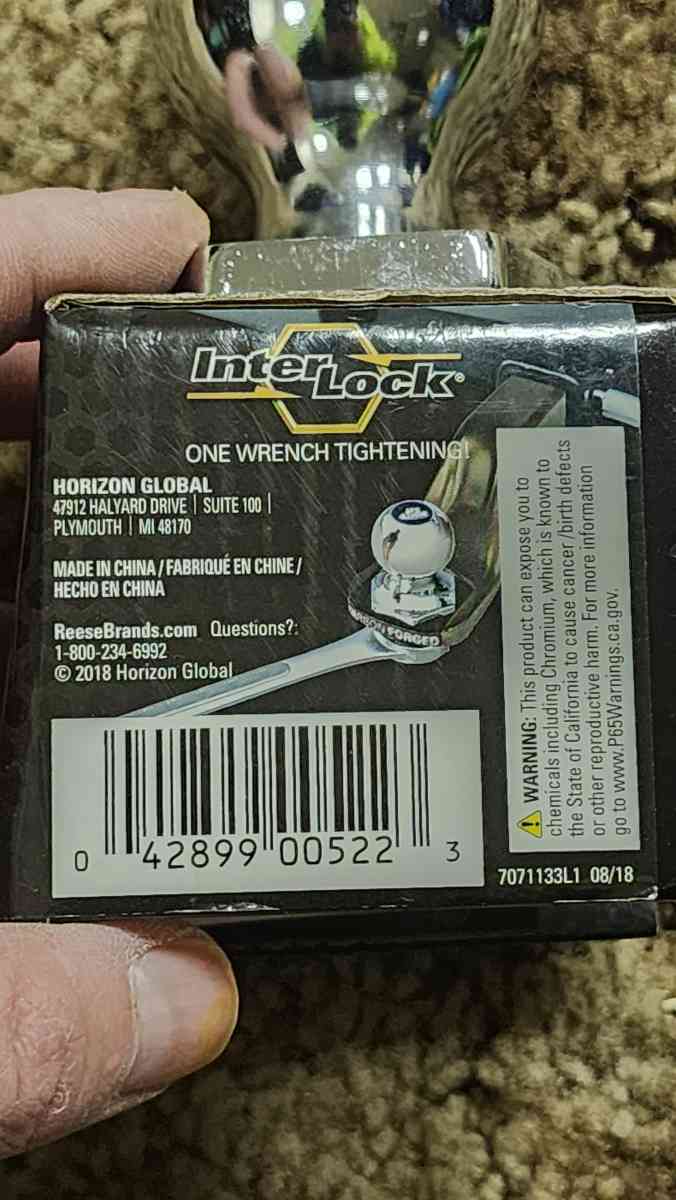 InterLock®
ONE WRENCH TIGHTENING!
HORIZON GLOBAL
47912 HALYARD DRIVE | SUITE 100 |
PLYMOUTH | MI 48170
MADE IN CHINA / FABRIQUÉ EN CHINE /
HECHO EN CHINA
ReeseBrands.com Questions?:
1-800-234-6992
© 2018 Horizon Global
FORGED
0 42899 00522 3
WARNING: This product can expose you to
chemicals including Chromium, which is known to
the State of California to cause cancer /birth defects
or other reproductive harm. For more information
go to www.P65Warnings.ca.gov.
7071133L1 08/18